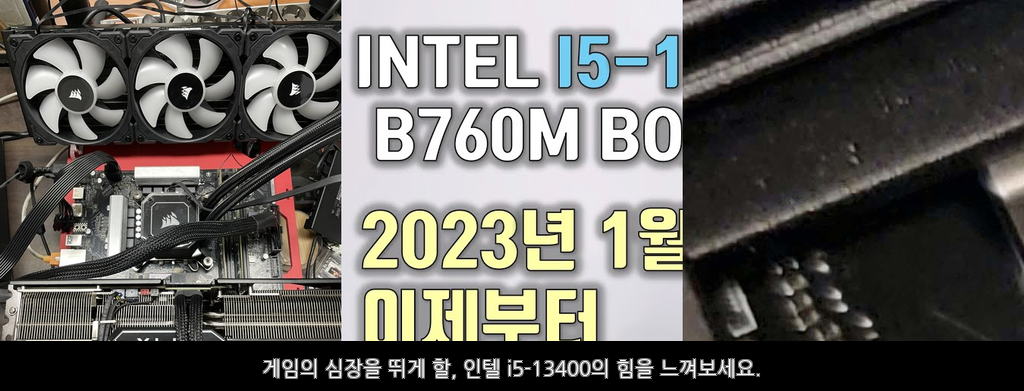 INTEL I5-1
B760M BO
2023년 1월
이제부터
게임의 심장을 뛰게 할, 인텔 i5-13400의 힘을 느껴보세요.